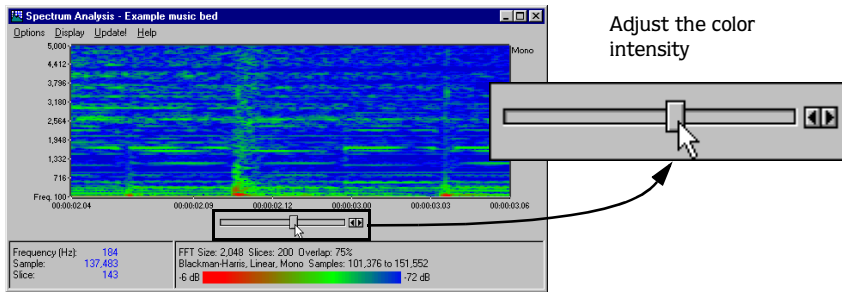 Spectrum Analysis - Example music bed
Options Display Update! Help
5,000
Mono
4,412
3,796
3,180
2,564
1,948
1,332
716
Freq. 100
00:00:02.04 00:00:02.09 00:00:02.12 00:00:03.00 00:00:03.03 00:00:03.06
Frequency (Hz): 184
Sample: 137,483
Slice: 143
FFT Size: 2,048 Slices: 200 Overlap: 75%
Blackman-Harris, Linear, Mono Samples: 101,376 to 151,552
-6 dB -72 dB
Adjust the color
intensity